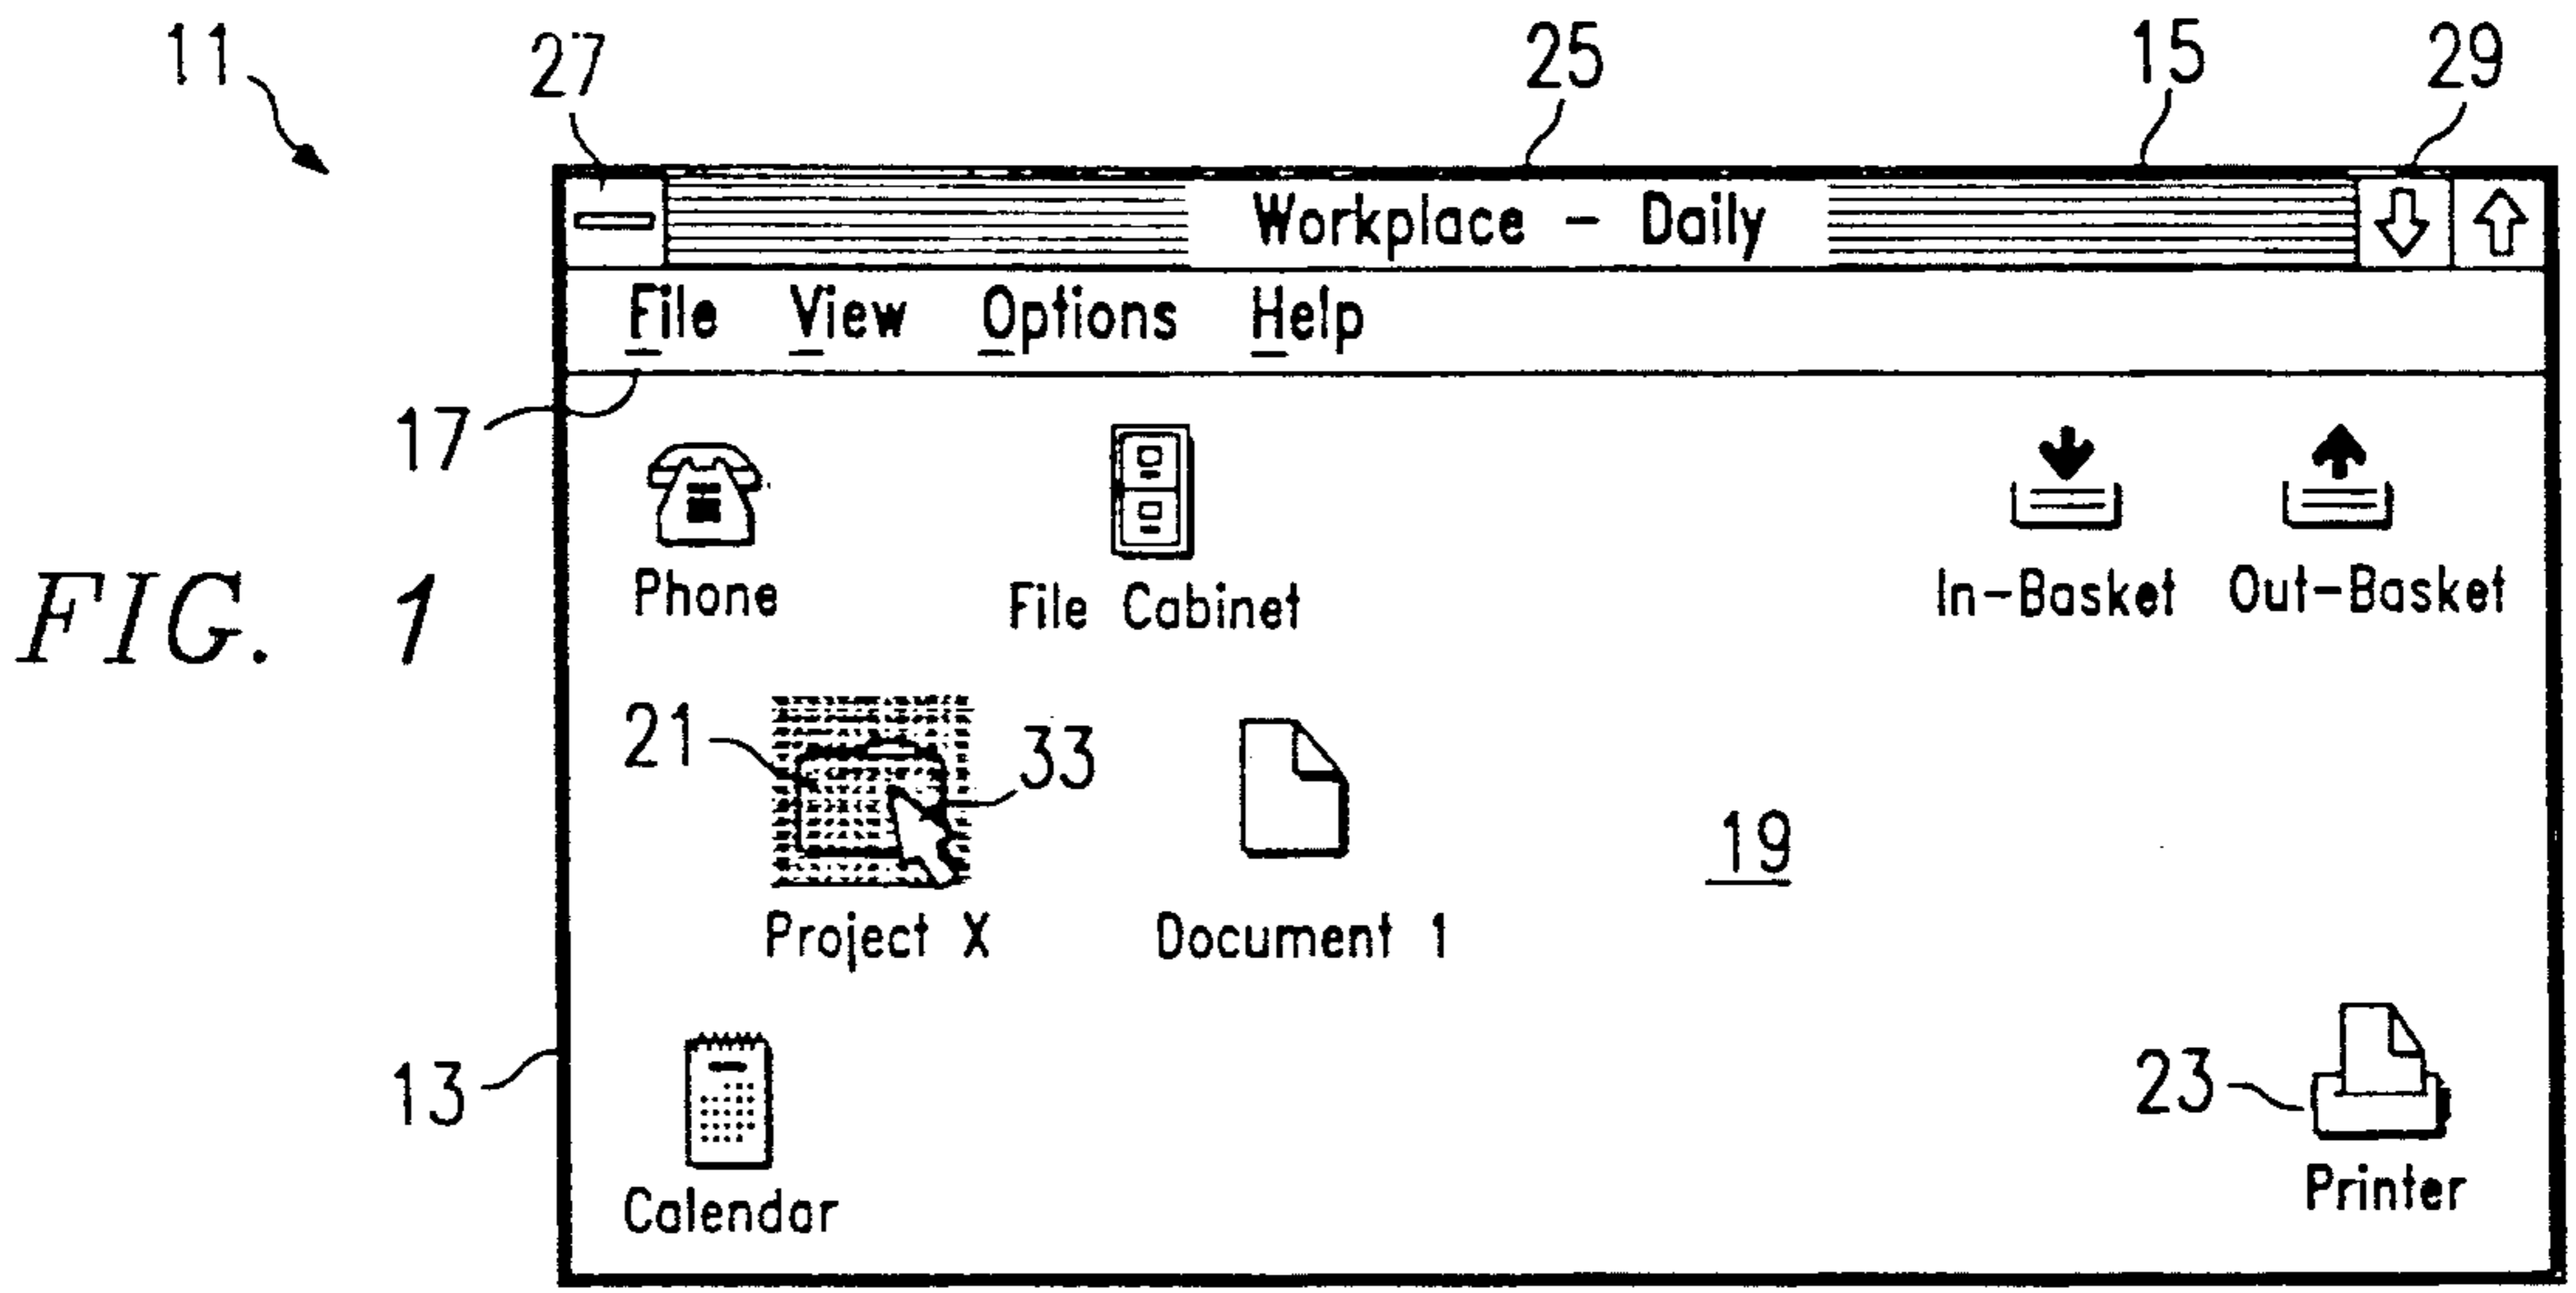 11
27
25
15
29
Workplace - Daily
File View Options Help
17
Phone
File Cabinet
In-Basket
Out-Basket
FIG. 1
21
33
19
Project X
Document 1
13
23
Calendar
Printer